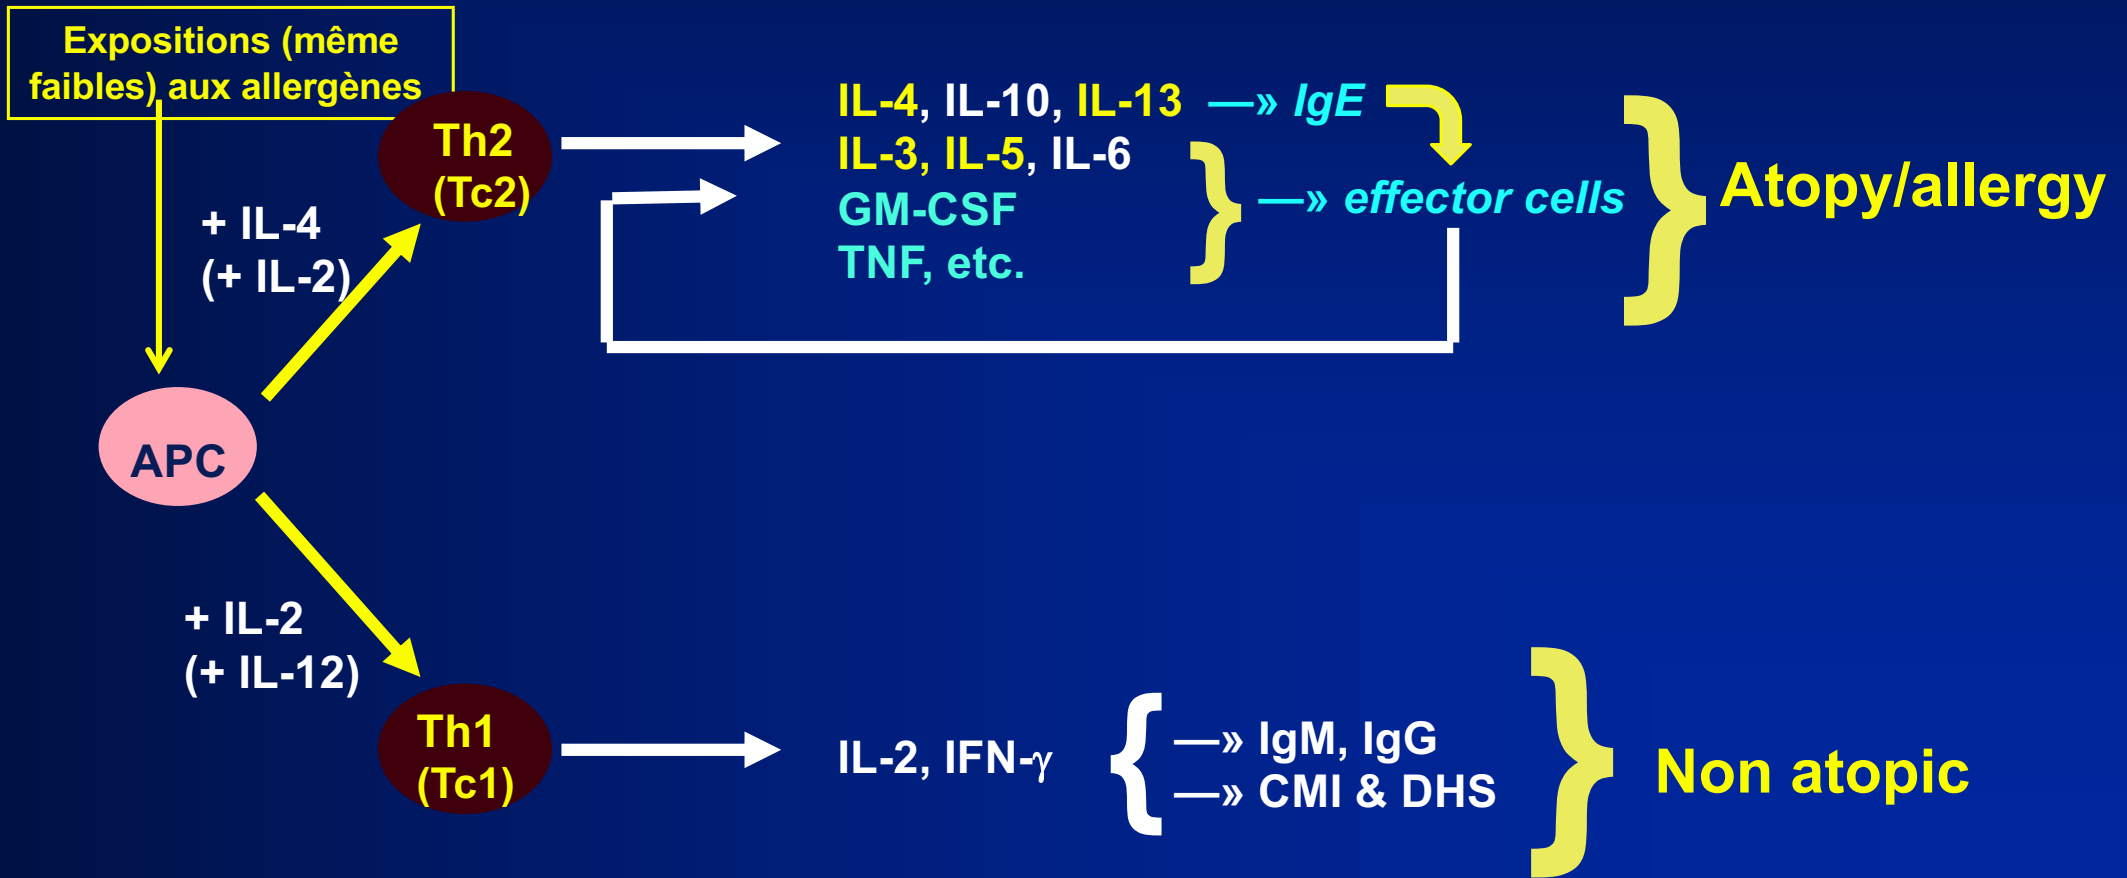 Expositions (même
faibles) aux allergènes
Th2
(Tc2)
+ IL-4
(+ IL-2)
IL-4, IL-10, IL-13 —» IgE
IL-3, IL-5, IL-6
GM-CSF
TNF, etc.
—» effector cells
Atopy/allergy
APC
+ IL-2
(+ IL-12)
Th1
(Tc1)
IL-2, IFN-γ
—» IgM, IgG
—» CMI & DHS
Non atopic